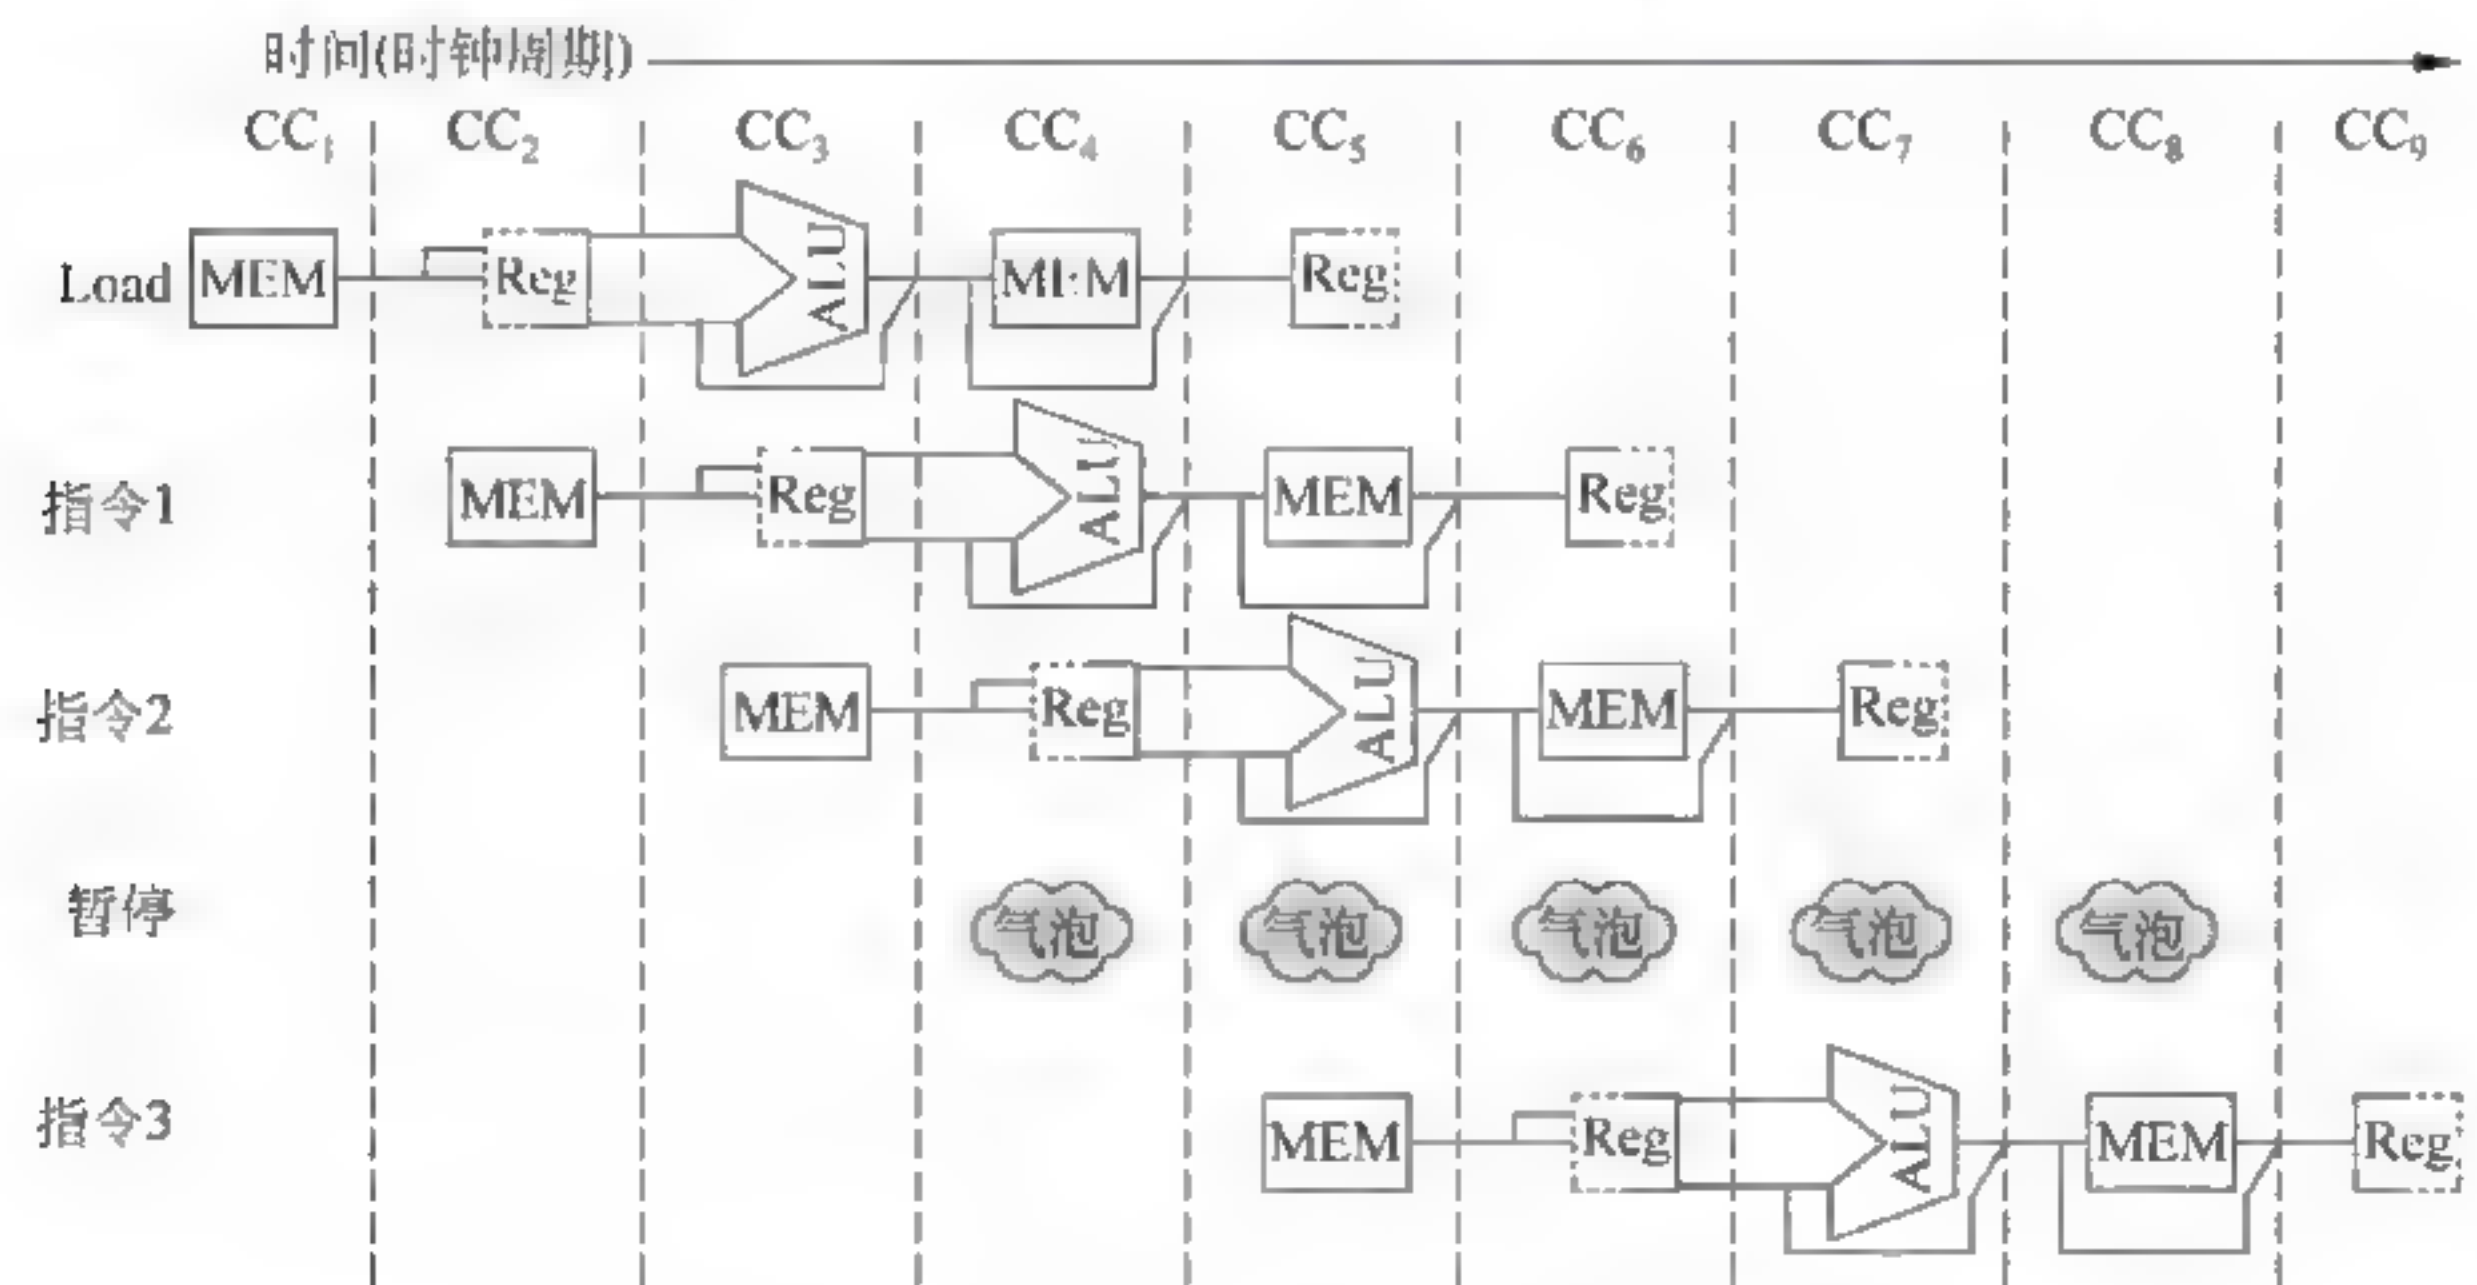 时间(时钟周期)
CC₁ CC₂ CC₃ CC₄ CC₅ CC₆ CC₇ CC₈ CC₉
Load MEM Reg ALU MEM Reg
指令1 MEM Reg ALU MEM Reg
指令2 MEM Reg ALU MEM Reg
暂停 气泡 气泡 气泡 气泡 气泡
指令3 MEM Reg ALU MEM Reg